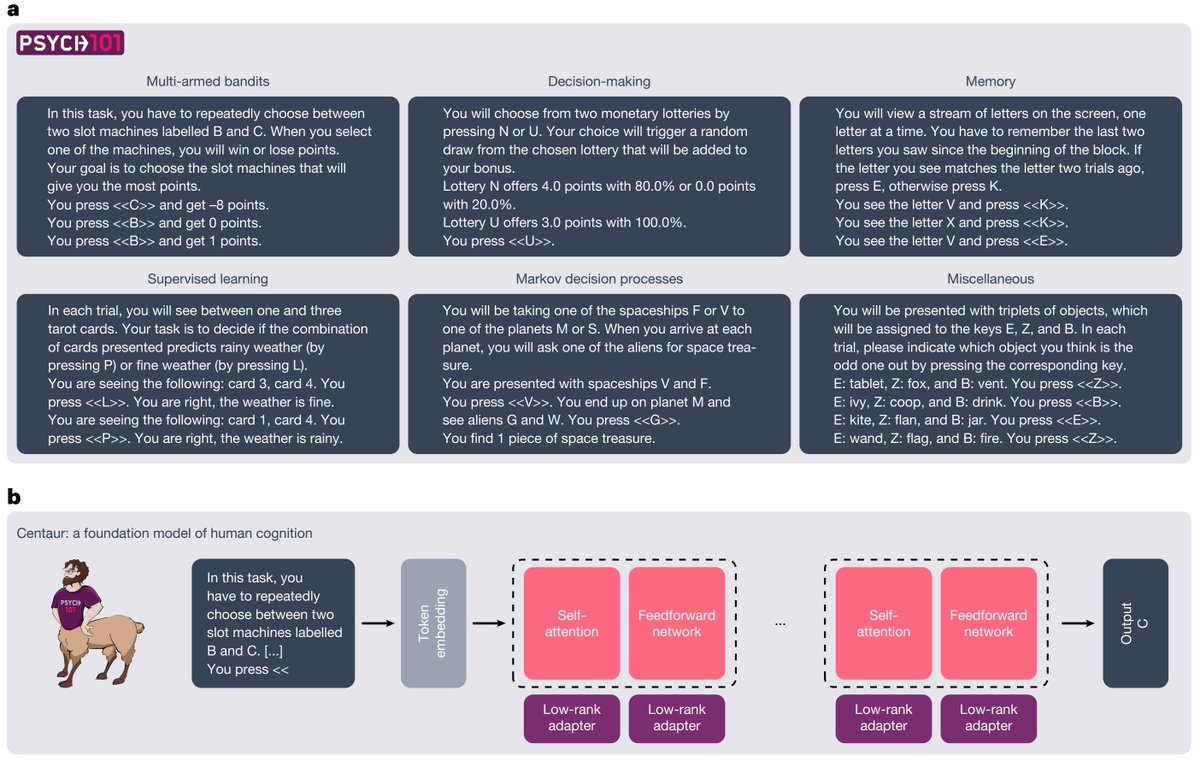 a
PSYCH101
Multi-armed bandits
In this task, you have to repeatedly choose between
two slot machines labelled B and C. When you select
one of the machines, you will win or lose points.
Your goal is to choose the slot machines that will
give you the most points.
You press <<C>> and get –8 points.
You press <<B>> and get 0 points.
You press <<B>> and get 1 points.
Decision-making
You will choose from two monetary lotteries by
pressing N or U. Your choice will trigger a random
draw from the chosen lottery that will be added to
your bonus.
Lottery N offers 4.0 points with 80.0% or 0.0 points
with 20.0%.
Lottery U offers 3.0 points with 100.0%.
You press <<U>>.
Memory
You will view a stream of letters on the screen, one
letter at a time. You have to remember the last two
letters you saw since the beginning of the block. If
the letter you see matches the letter two trials ago,
press E, otherwise press K.
You see the letter V and press <<K>>.
You see the letter X and press <<K>>.
You see the letter V and press <<E>>.
Supervised learning
In each trial, you will see between one and three
tarot cards. Your task is to decide if the combination
of cards presented predicts rainy weather (by
pressing P) or fine weather (by pressing L).
You are seeing the following: card 3, card 4. You
press <<L>>. You are right, the weather is fine.
You are seeing the following: card 1, card 4. You
press <<P>>. You are right, the weather is rainy.
Markov decision processes
You will be taking one of the spaceships F or V to
one of the planets M or S. When you arrive at each
planet, you will ask one of the aliens for space trea-
sure.
You are presented with spaceships V and F.
You press <<V>>. You end up on planet M and
see aliens G and W. You press <<G>>.
You find 1 piece of space treasure.
Miscellaneous
You will be presented with triplets of objects, which
will be assigned to the keys E, Z, and B. In each
trial, please indicate which object you think is the
odd one out by pressing the corresponding key.
E: tablet, Z: fox, and B: vent. You press <<Z>>.
E: ivy, Z: coop, and B: drink. You press <<B>>.
E: kite, Z: flan, and B: jar. You press <<E>>.
E: wand, Z: flag, and B: fire. You press <<Z>>.
b
Centaur: a foundation model of human cognition
PSYCH
101
In this task, you
have to repeatedly
choose between two
slot machines labelled
B and C. [...]
You press <<
Token
embedding
Self-
attention
Feedforward
network
Low-rank
adapter
Low-rank
adapter
...
Self-
attention
Feedforward
network
Low-rank
adapter
Low-rank
adapter
Output
C